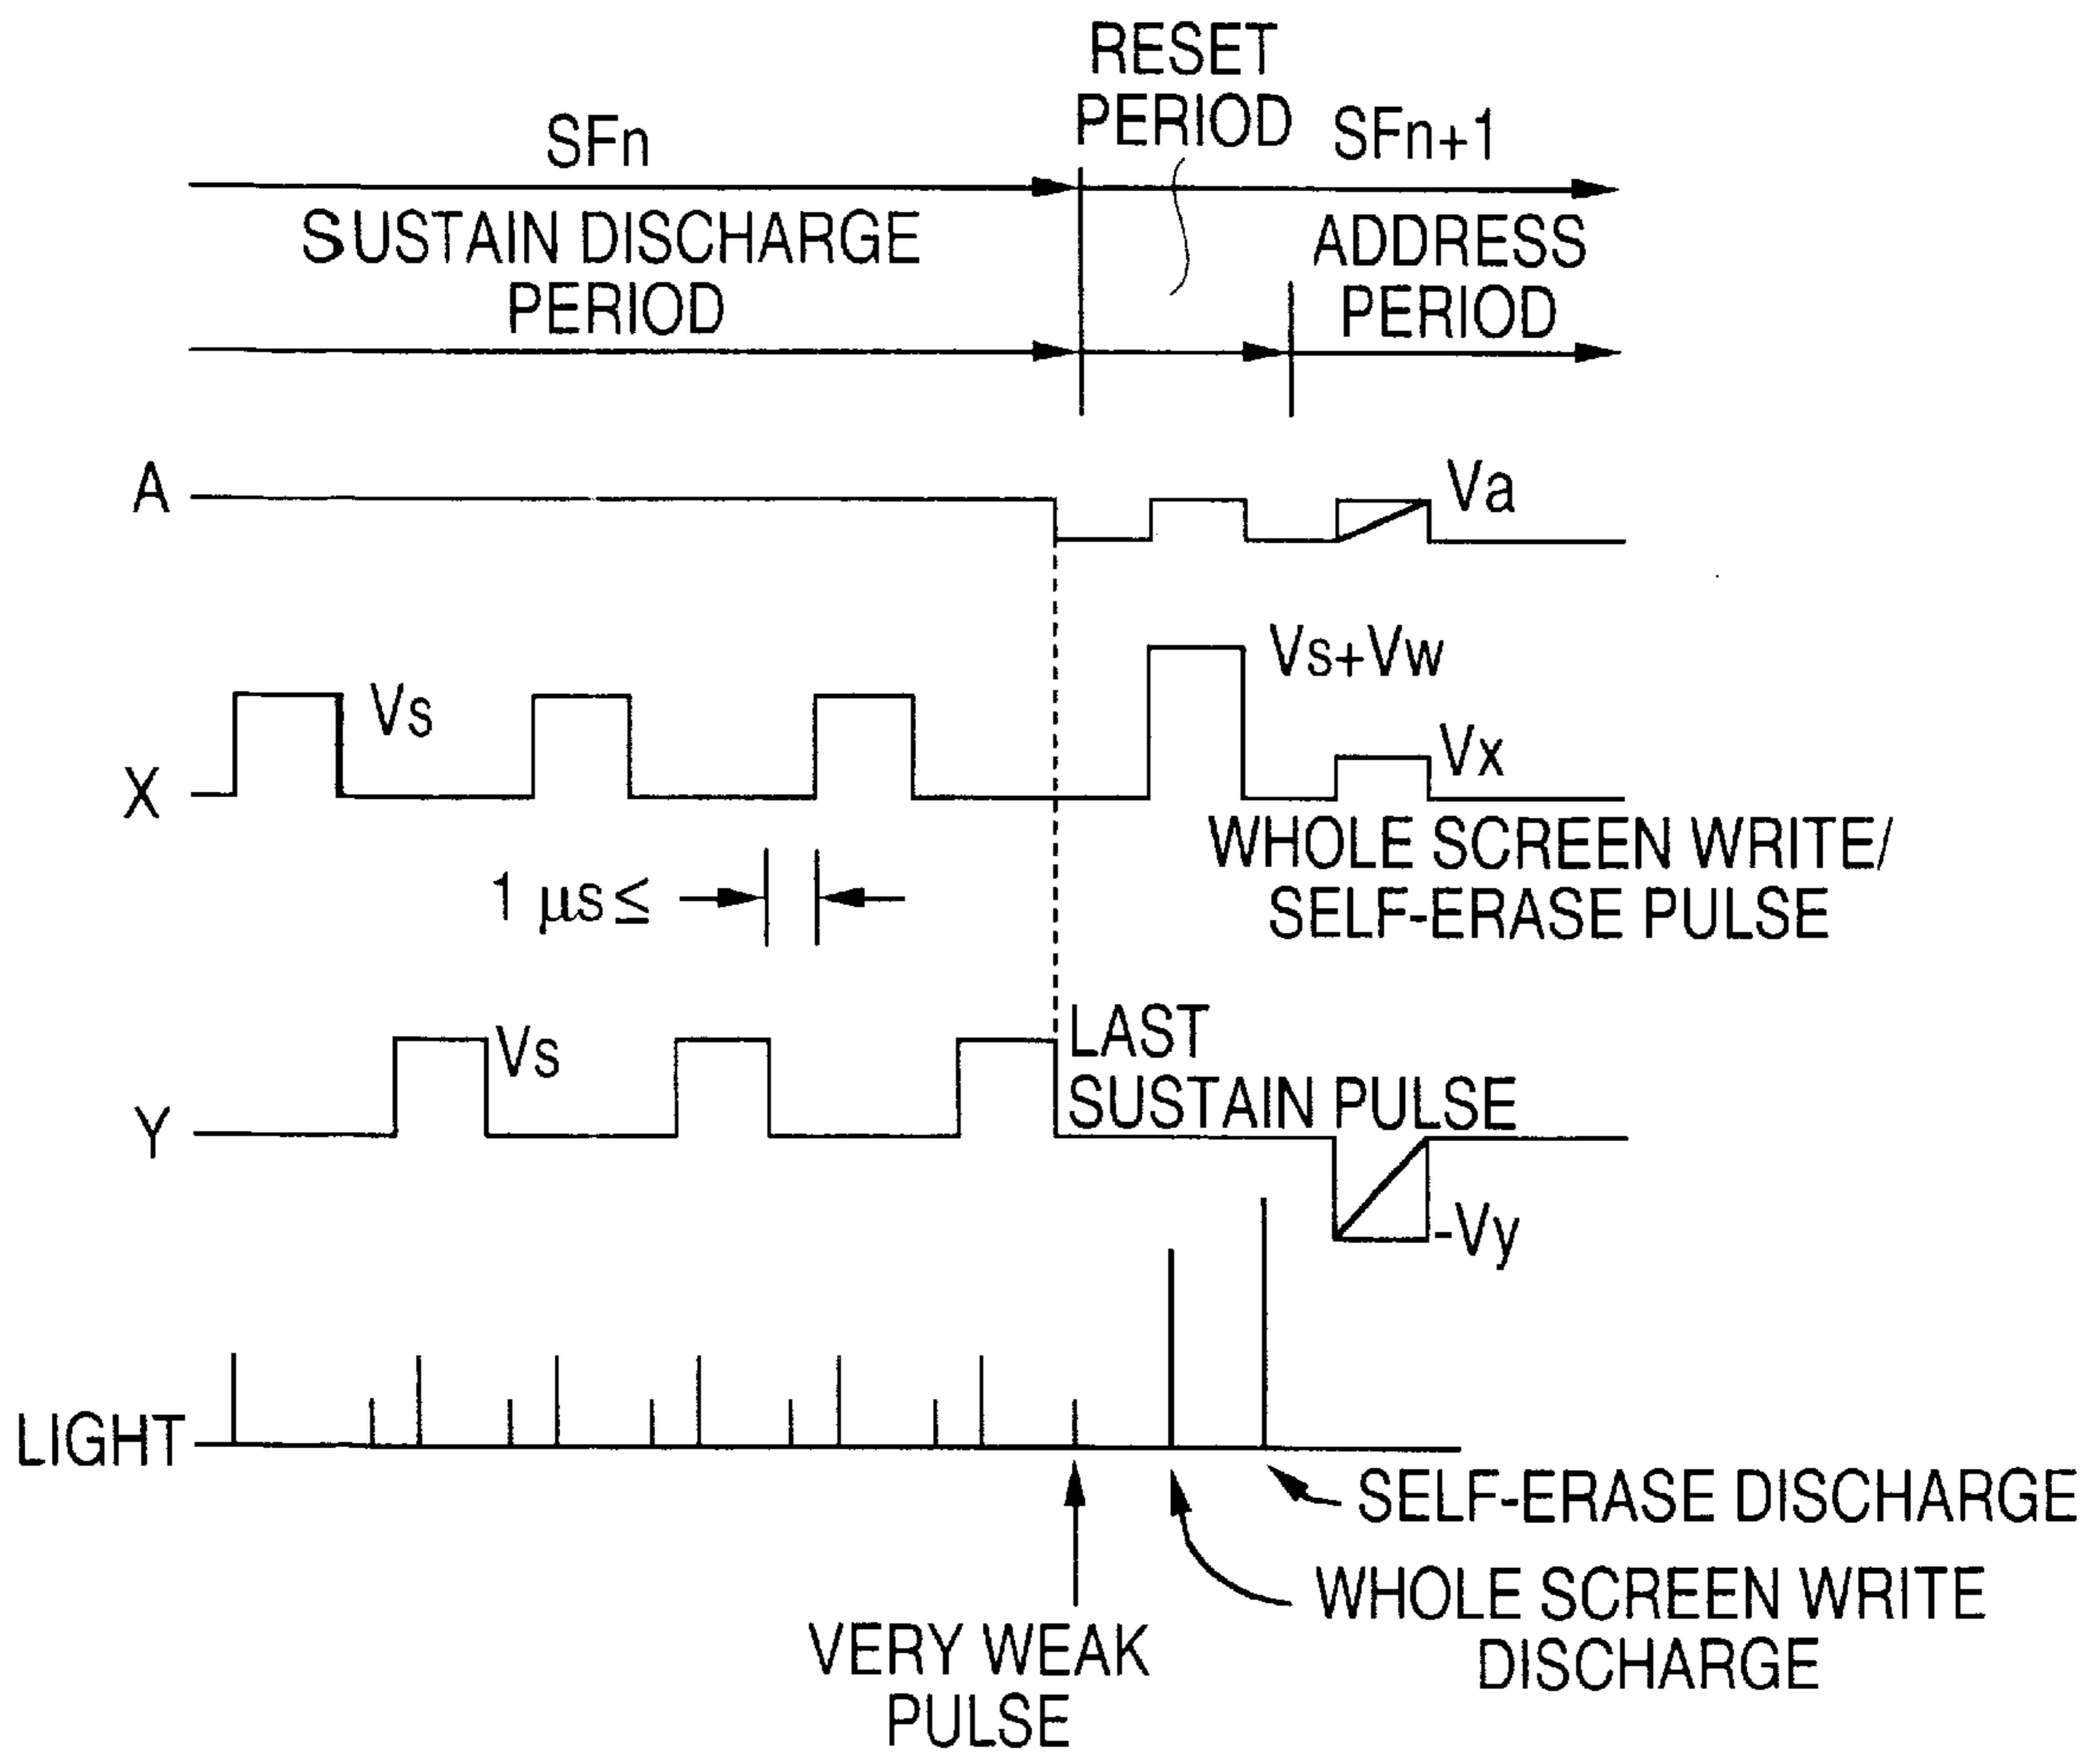 RESET
PERIOD
SFn
SFn+1
SUSTAIN DISCHARGE
PERIOD
ADDRESS
PERIOD
A
Va
Vs+Vw
Vs
Vx
X
WHOLE SCREEN WRITE/
SELF-ERASE PULSE
1 μs≤
LAST
SUSTAIN PULSE
Vs
Y
-Vy
LIGHT
SELF-ERASE DISCHARGE
WHOLE SCREEN WRITE
DISCHARGE
VERY WEAK
PULSE